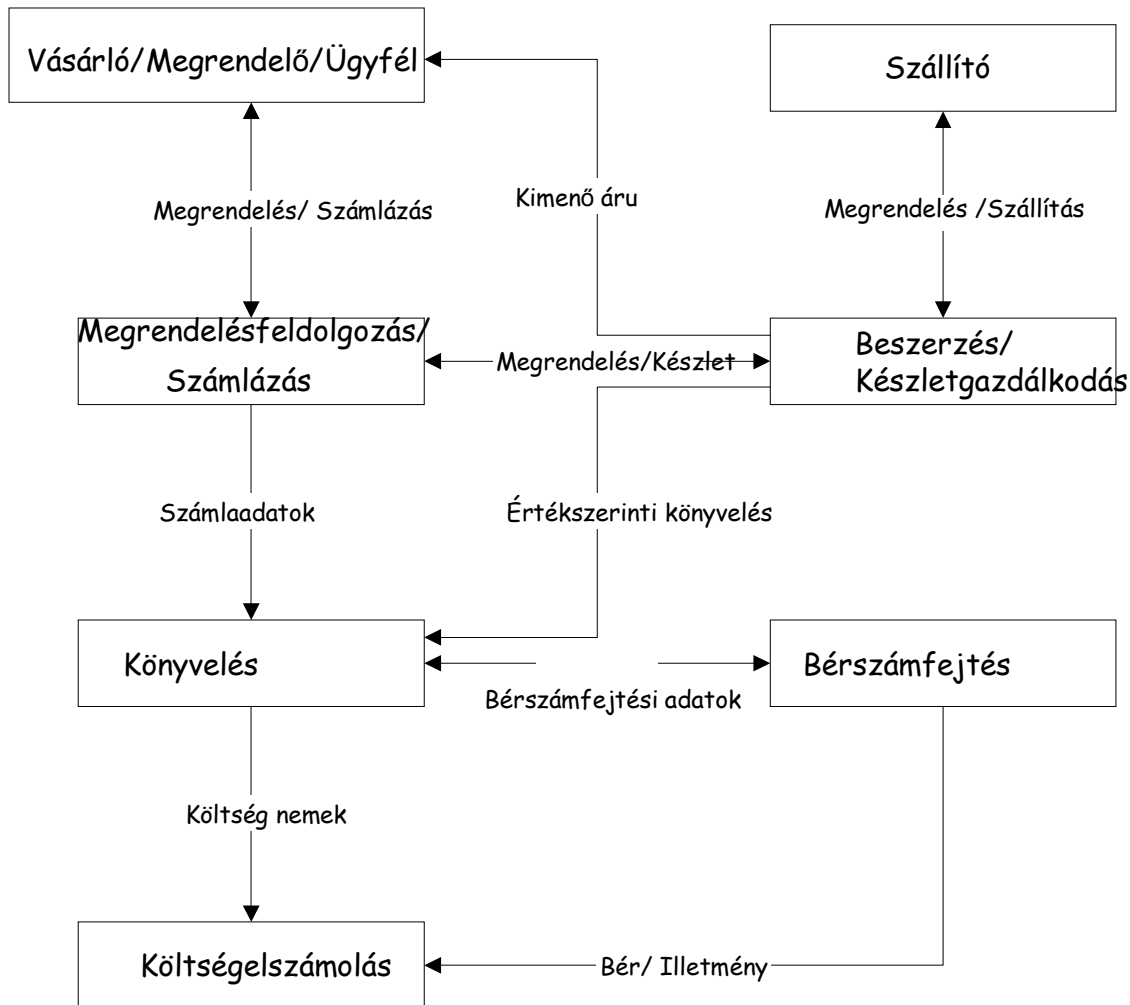 Vásárló/Megrendelő/Ügyfél
Szállító
Kimenő áru
Megrendelés/ Számlázás
Megrendelés /Szállítás
Megrendelésfeldolgozás/
Számlázás
Megrendelés/Készlet
Beszerzés/
Készletgazdálkodás
Számlaadatok
Értékszerinti könyvelés
Könyvelés
Bérszámfejtés
Bérszámfejtési adatok
Költség nemek
Költségelszámolás
Bér/ Illetmény